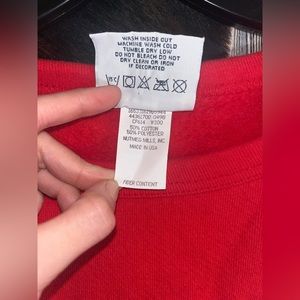 WASH INSIDE OUT
MACHINE WASH COLD
TUMBLE DRY LOW
DO NOT BLEACH DO NOT
DRY CLEAN OR IRON
IF DECORATED
50% COTTON
50% POLYESTER
NUTMEG MILLS, INC
MADE IN USA
FIBER CONTENT